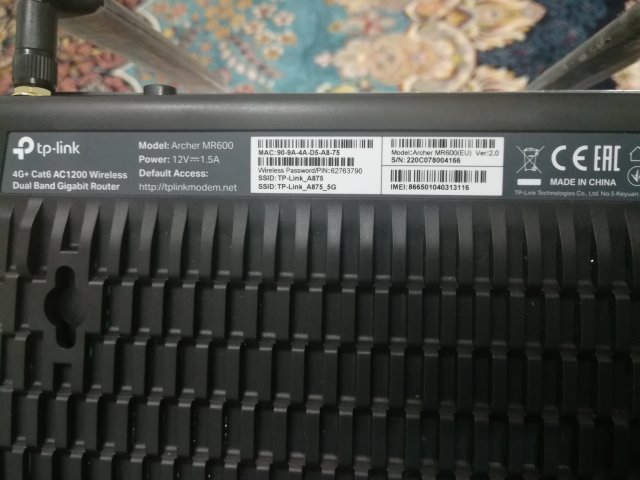 tp-link
4G+ Cat6 AC1200 Wireless
Dual Band Gigabit Router
Model: Archer MR600
Power: 12V⎓1.5A
Default Access:
http://tplinkmodem.net
MAC: 90-9A-4A-D5-A8-75
Wireless Password/PIN: 62763790
SSID: TP-Link_A875
SSID: TP-Link_A875_5G
Model: Archer MR600(EU) Ver:2.0
S/N: 220C078004166
IMEI: 866501040313116
CE EAC
MADE IN CHINA
TP-Link Technologies Co., Ltd. No.5 Keyuan